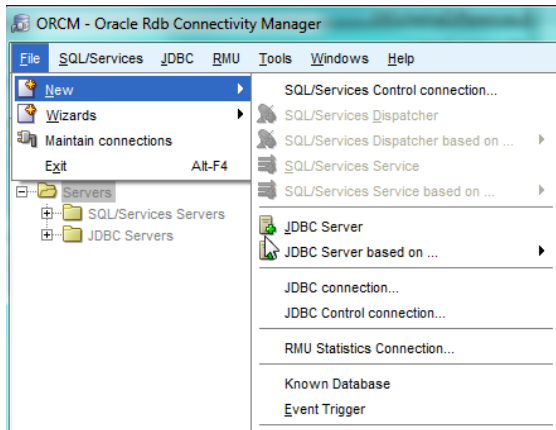 ORCM - Oracle Rdb Connectivity Manager
File SQL/Services JDBC RMU Tools Windows Help
New
Wizards
Maintain connections
Exit Alt-F4
Servers
SQL/Services Servers
JDBC Servers
SQL/Services Control connection...
SQL/Services Dispatcher
SQL/Services Dispatcher based on ...
SQL/Services Service
SQL/Services Service based on ...
JDBC Server
JDBC Server based on ...
JDBC connection...
JDBC Control connection...
RMU Statistics Connection...
Known Database
Event Trigger